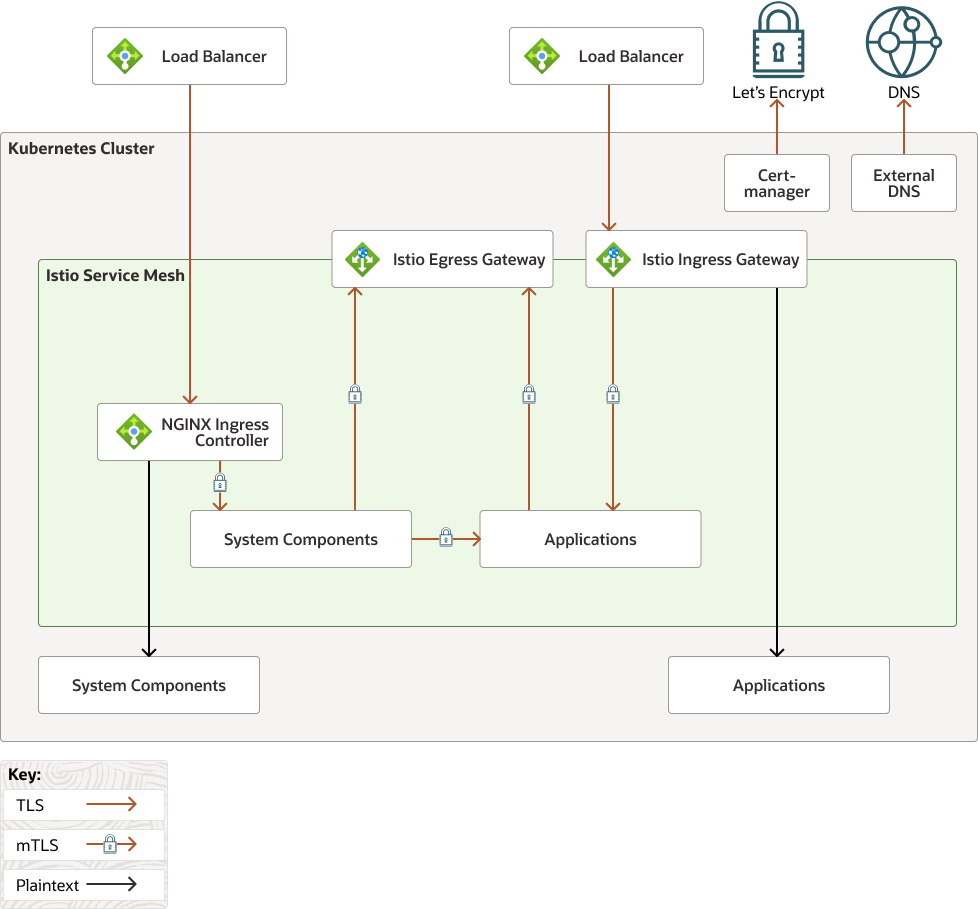 Load Balancer
Load Balancer
Let's Encrypt
DNS
Kubernetes Cluster
Cert-
manager
External
DNS
Istio Egress Gateway
Istio Ingress Gateway
Istio Service Mesh
NGINX Ingress
Controller
System Components
Applications
System Components
Applications
Key:
TLS
mTLS
Plaintext